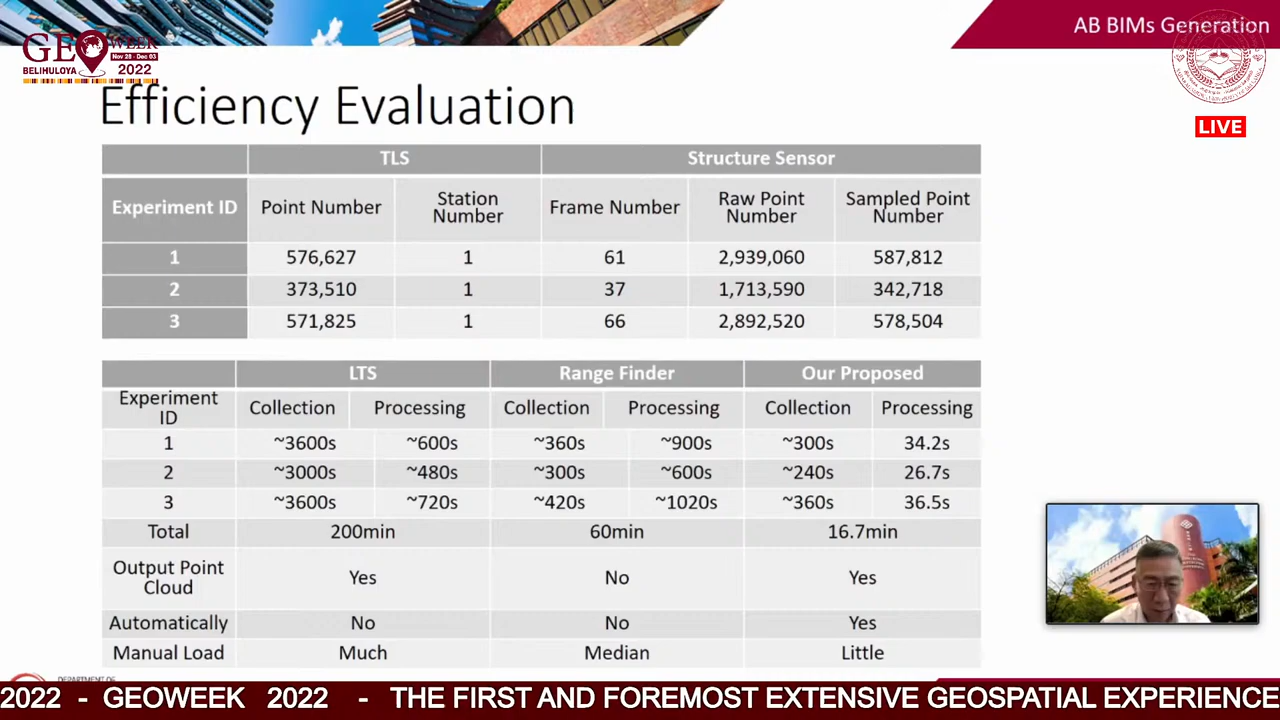 AB BIMs Generation
GEOWEEK
Nov 28 - Dec 03
BELIHULOYA 2022
LIVE
Efficiency Evaluation
TLS Structure Sensor
Experiment ID Point Number Station Number Frame Number Raw Point Number Sampled Point Number
1 576,627 1 61 2,939,060 587,812
2 373,510 1 37 1,713,590 342,718
3 571,825 1 66 2,892,520 578,504
LTS Range Finder Our Proposed
Experiment ID Collection Processing Collection Processing Collection Processing
1 ~3600s ~600s ~360s ~900s ~300s 34.2s
2 ~3000s ~480s ~300s ~600s ~240s 26.7s
3 ~3600s ~720s ~420s ~1020s ~360s 36.5s
Total 200min 60min 16.7min
Output Point Cloud Yes No Yes
Automatically No No Yes
Manual Load Much Median Little
2022 - GEOWEEK 2022 - THE FIRST AND FOREMOST EXTENSIVE GEOSPATIAL EXPERIENCE